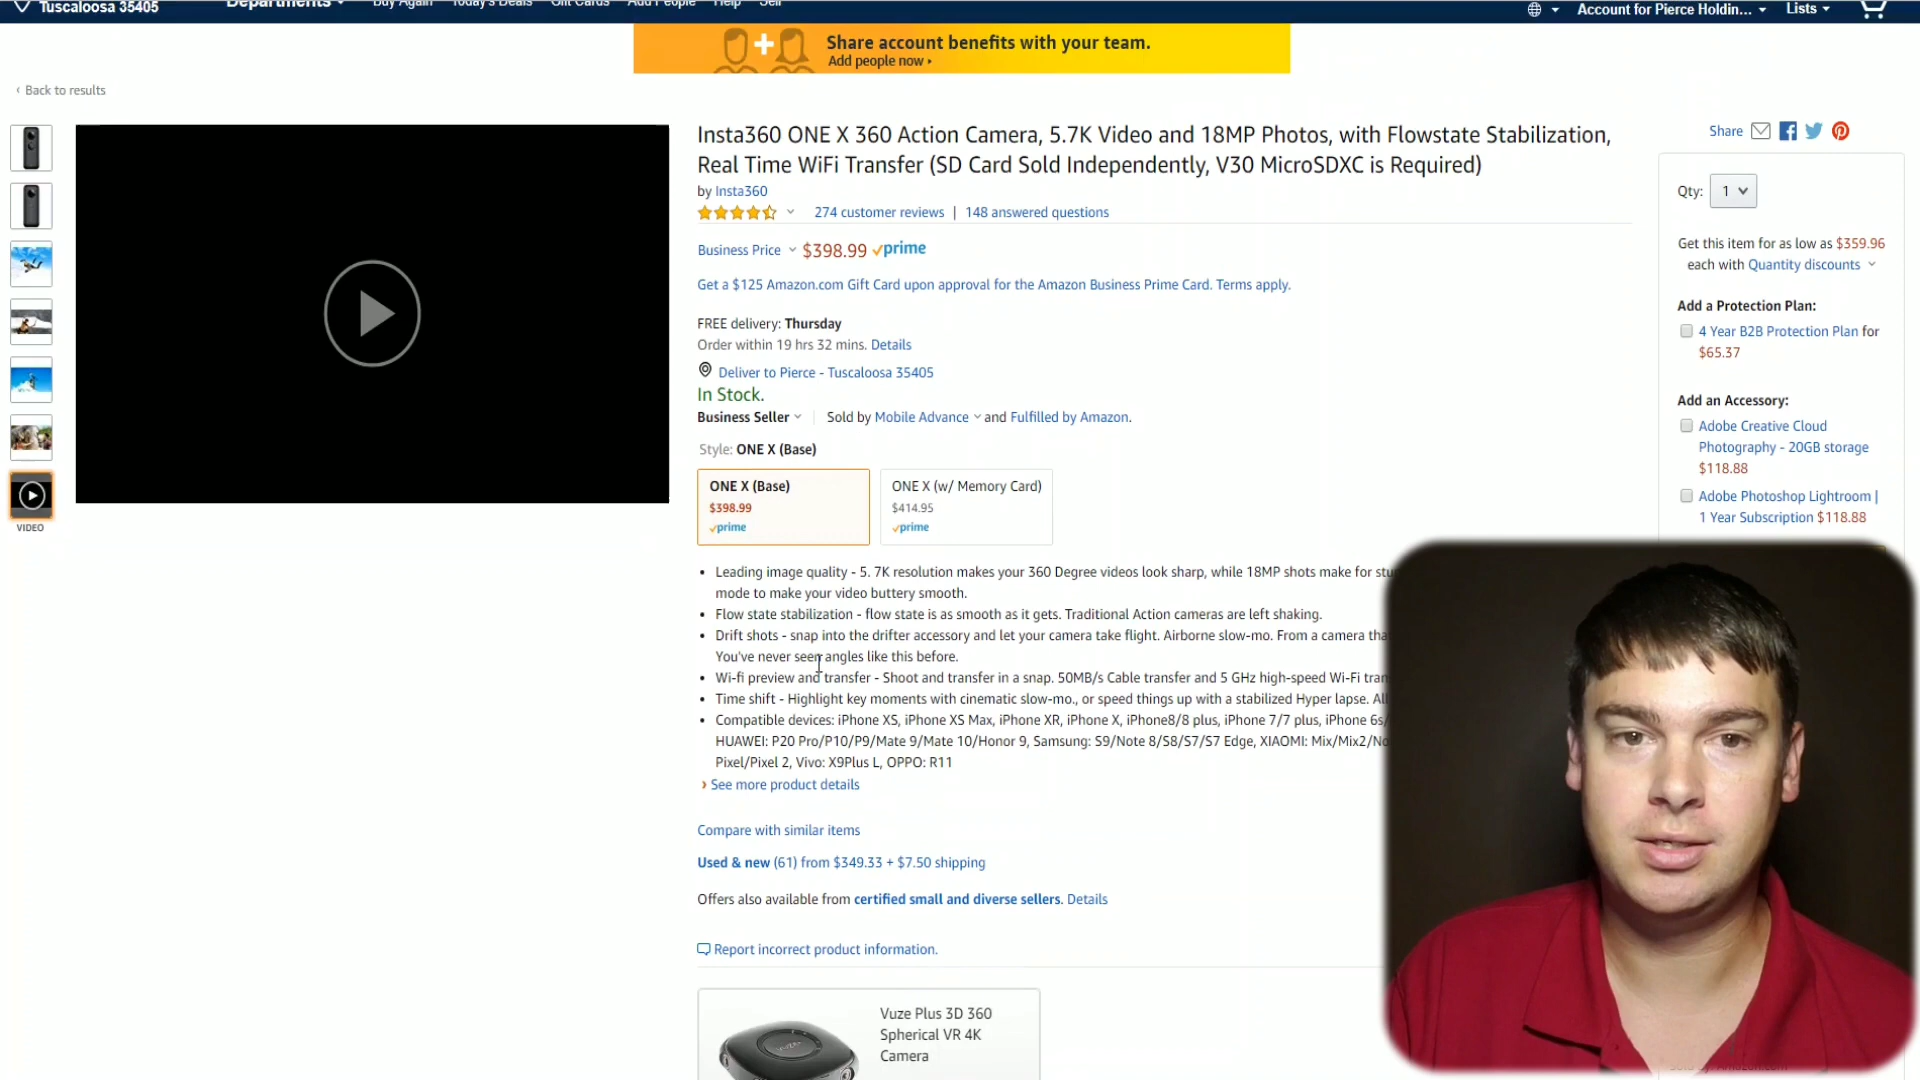 Tuscaloosa 35405
Departments
Buy Again
Today's Deals
Gift Cards
Add People
Help
Sell
Account for Pierce Holdin...
Lists
Share account benefits with your team.
Add people now ›
‹ Back to results
VIDEO
Insta360 ONE X 360 Action Camera, 5.7K Video and 18MP Photos, with Flowstate Stabilization,
Real Time WiFi Transfer (SD Card Sold Independently, V30 MicroSDXC is Required)
by Insta360
274 customer reviews | 148 answered questions
Business Price $398.99 prime
Get a $125 Amazon.com Gift Card upon approval for the Amazon Business Prime Card. Terms apply.
FREE delivery: Thursday
Order within 19 hrs 32 mins. Details
Deliver to Pierce - Tuscaloosa 35405
In Stock.
Business Seller | Sold by Mobile Advance and Fulfilled by Amazon.
Style: ONE X (Base)
ONE X (Base)
$398.99
prime
ONE X (w/ Memory Card)
$414.95
prime
• Leading image quality - 5. 7K resolution makes your 360 Degree videos look sharp, while 18MP shots make for
mode to make your video buttery smooth.
• Flow state stabilization - flow state is as smooth as it gets. Traditional Action cameras are left shaking.
• Drift shots - snap into the drifter accessory and let your camera take flight. Airborne slow-mo. From a camera
You've never seen angles like this before.
• Wi-fi preview and transfer - Shoot and transfer in a snap. 50MB/s Cable transfer and 5 GHz high-speed Wi-Fi
• Time shift - Highlight key moments with cinematic slow-mo., or speed things up with a stabilized Hyper lapse.
• Compatible devices: iPhone XS, iPhone XS Max, iPhone XR, iPhone X, iPhone8/8 plus, iPhone 7/7 plus, iPhone 6s/
HUAWEI: P20 Pro/P10/P9/Mate 9/Mate 10/Honor 9, Samsung: S9/Note 8/S8/S7/S7 Edge, XIAOMI: Mix/Mix2/
Pixel/Pixel 2, Vivo: X9Plus L, OPPO: R11
› See more product details
Compare with similar items
Used & new (61) from $349.33 + $7.50 shipping
Offers also available from certified small and diverse sellers. Details
Report incorrect product information.
Vuze Plus 3D 360
Spherical VR 4K
Camera
Share
Qty: 1
Get this item for as low as $359.96
each with Quantity discounts
Add a Protection Plan:
4 Year B2B Protection Plan for
$65.37
Add an Accessory:
Adobe Creative Cloud
Photography - 20GB storage
$118.88
Adobe Photoshop Lightroom |
1 Year Subscription $118.88